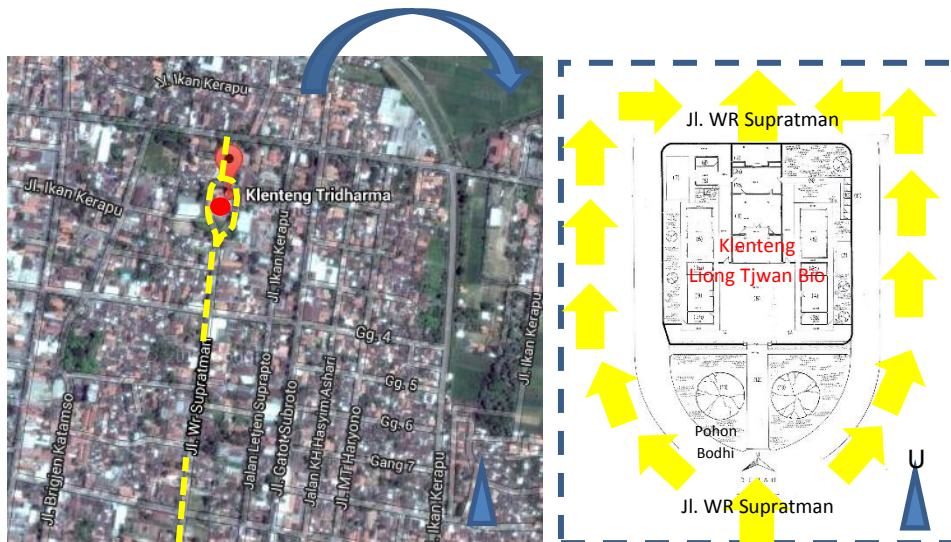 Jl. Ikan Kerapu
Klenteng Tridharma
Jl. Ikan Kerapu
Jl. Ikan Kerapu
Gg. 4
Gg. 5
Gg. 6
Gang 7
Jl. Wr Supratman
Jalan Letjen Suprapto
Jl. Gatot Subroto
Jalan KH Hasyim Ashari
Jl. MT Haryono
Jl. Ikan Kerapu
Jl. Ikan Kerapu
Jl. Brigjen Katamso
Jl. WR Supratman
Klenteng
Liong Tjwan Bio
Pohon
Bodhi
U
D E N A H
Jl. WR Supratman
U